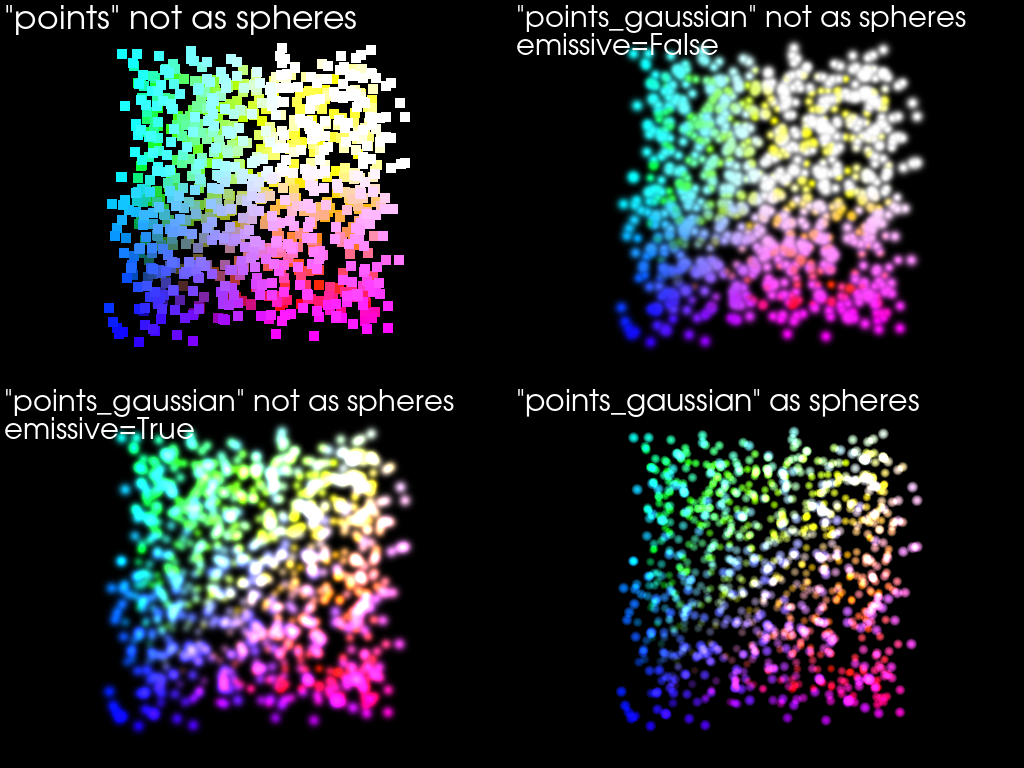 "points" not as spheres
"points_gaussian" not as spheres
emissive=False
"points_gaussian" not as spheres
emissive=True
"points_gaussian" as spheres